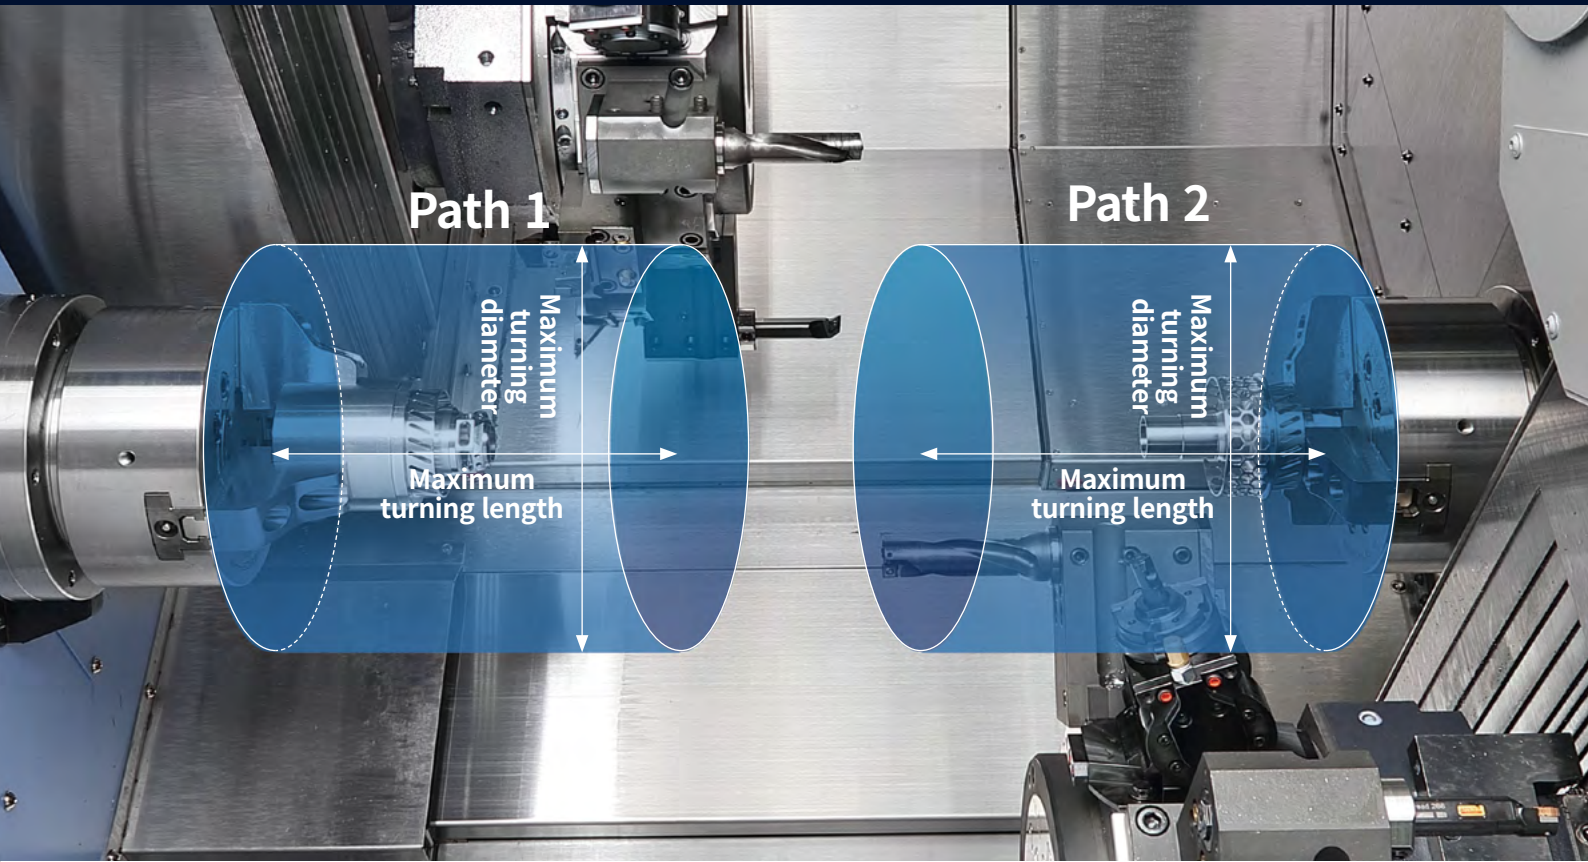 Path 1
Maximum
turning
diameter
Maximum
turning length
Path 2
Maximum
turning
diameter
Maximum
turning length